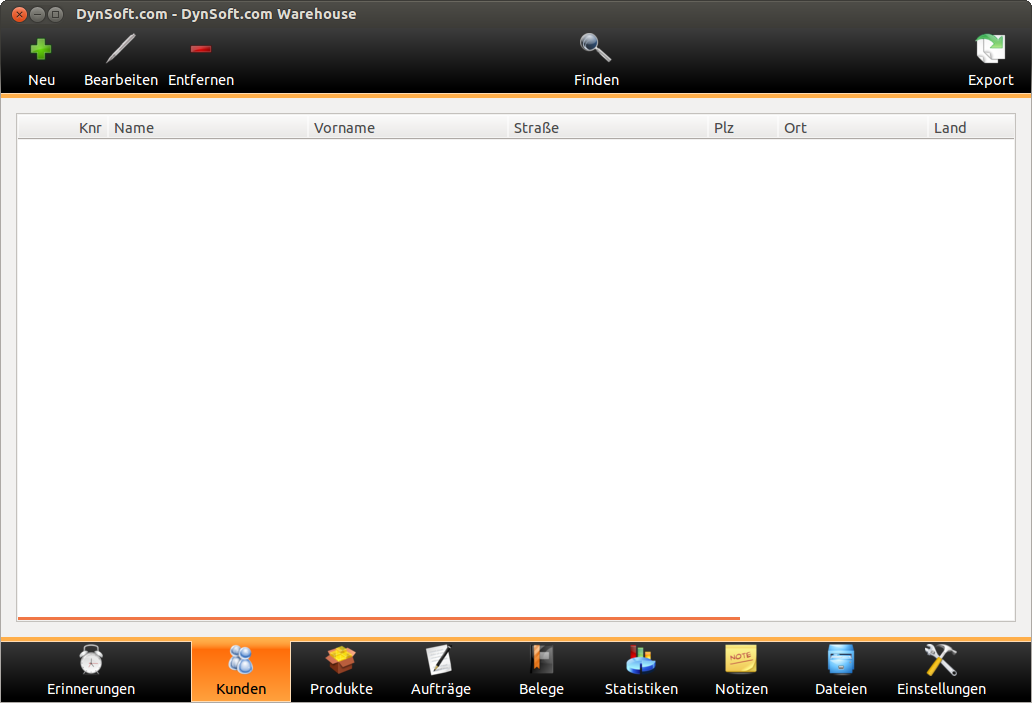 DynSoft.com - DynSoft.com Warehouse
Neu Bearbeiten Entfernen Finden Export
Knr Name Vorname Straße Plz Ort Land
NOTE
Erinnerungen Kunden Produkte Aufträge Belege Statistiken Notizen Dateien Einstellungen